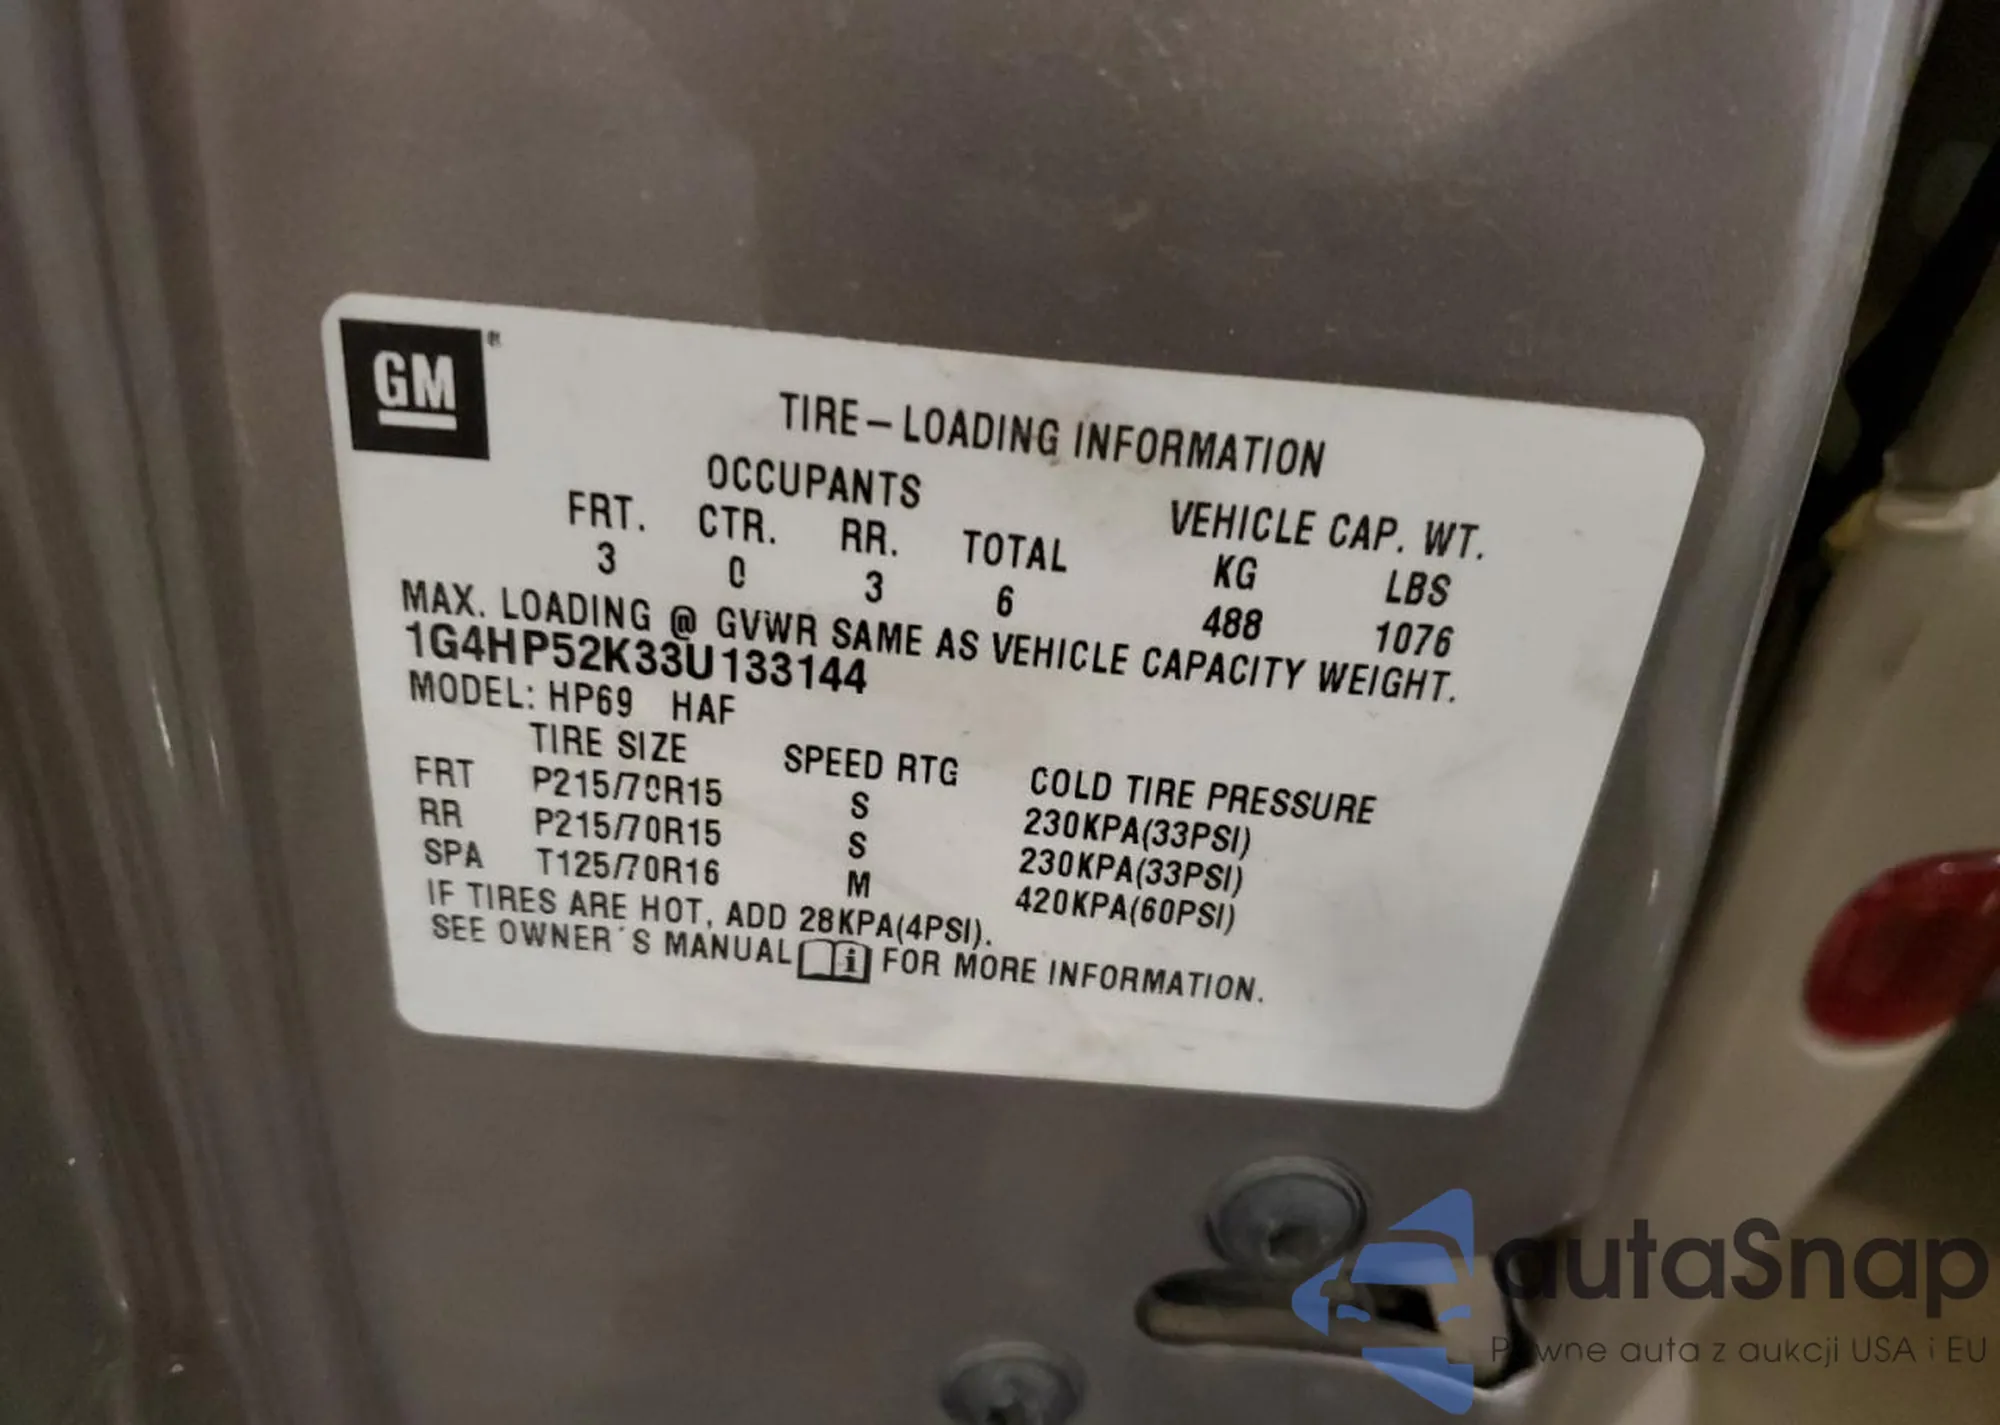 GM®
TIRE – LOADING INFORMATION
OCCUPANTS VEHICLE CAP. WT.
FRT. CTR. RR. TOTAL KG LBS
3 0 3 6 488 1076
MAX. LOADING @ GVWR SAME AS VEHICLE CAPACITY WEIGHT.
1G4HP52K33U133144
MODEL: HP69 HAF
TIRE SIZE SPEED RTG COLD TIRE PRESSURE
FRT P215/70R15 S 230KPA(33PSI)
RR P215/70R15 S 230KPA(33PSI)
SPA T125/70R16 M 420KPA(60PSI)
IF TIRES ARE HOT, ADD 28KPA(4PSI).
SEE OWNER´S MANUAL i FOR MORE INFORMATION.
autaSnap
Pewne auta z aukcji USA i EU